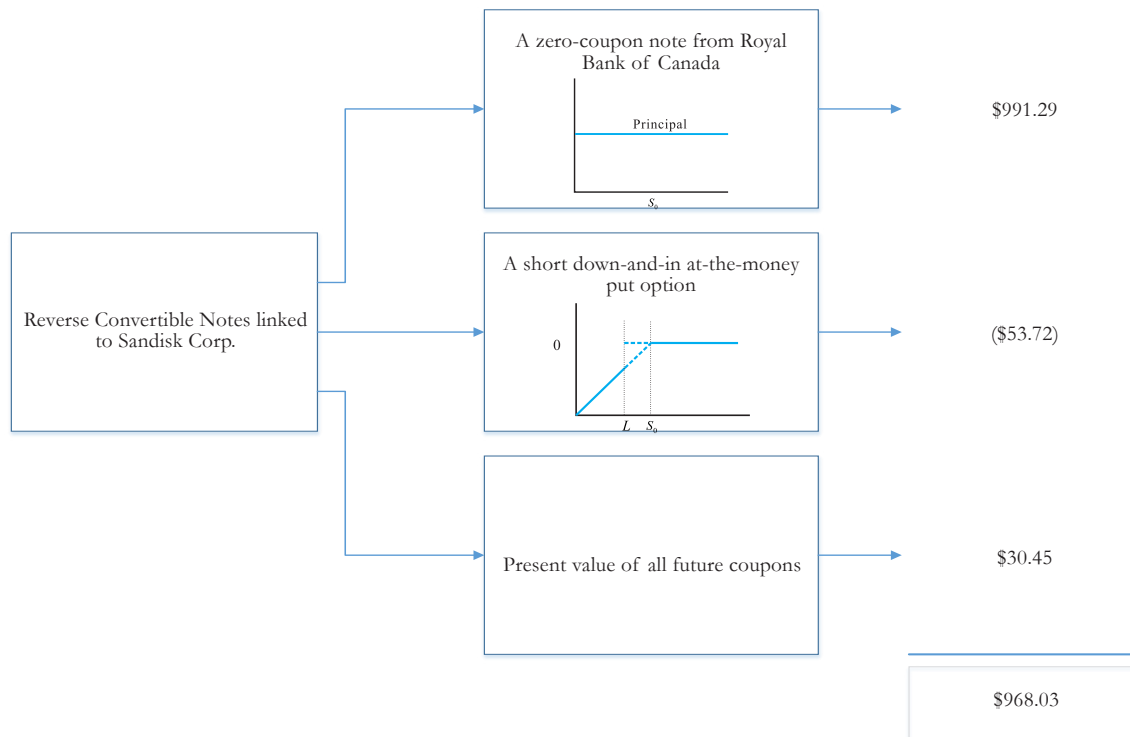 A zero-coupon note from Royal
Bank of Canada
Principal
S₀
$991.29
Reverse Convertible Notes linked
to Sandisk Corp.
A short down-and-in at-the-money
put option
0
L S₀
($53.72)
Present value of all future coupons
$30.45
$968.03